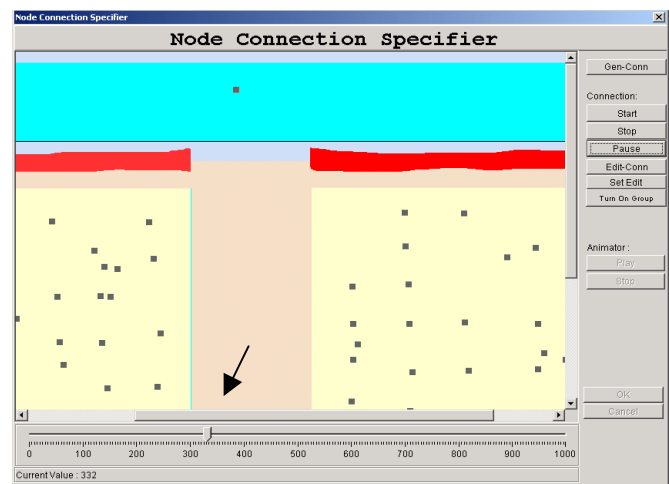 Node Connection Specifier
Node Connection Specifier
Gen-Conn
Connection:
Start
Stop
Pause
Edit-Conn
Set Edit
Turn On Group
Animator :
Play
Stop
OK
Cancel
0 100 200 300 400 500 600 700 800 900 1000
Current Value : 332